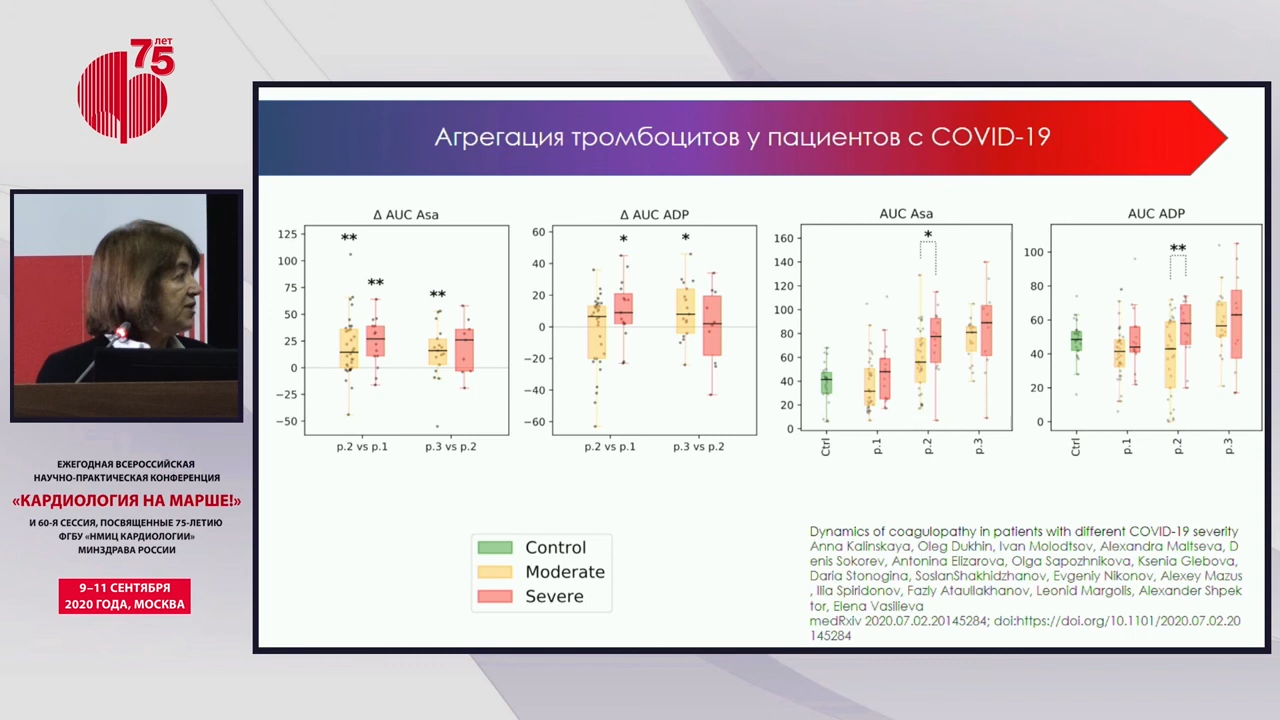 лет
75
ЕЖЕГОДНАЯ ВСЕРОССИЙСКАЯ
НАУЧНО-ПРАКТИЧЕСКАЯ КОНФЕРЕНЦИЯ
«КАРДИОЛОГИЯ НА МАРШЕ!»
И 60-Я СЕССИЯ, ПОСВЯЩЕННЫЕ 75-ЛЕТИЮ
ФГБУ «НМИЦ КАРДИОЛОГИИ»
МИНЗДРАВА РОССИИ
9–11 СЕНТЯБРЯ
2020 ГОДА, МОСКВА
Агрегация тромбоцитов у пациентов с COVID-19
Δ AUC Asa
125
100
75
50
25
0
−25
−50
**
**
**
p.2 vs p.1
p.3 vs p.2
Δ AUC ADP
60
40
20
0
−20
−40
−60
*
*
p.2 vs p.1
p.3 vs p.2
AUC Asa
160
140
120
100
80
60
40
20
0
*
Ctrl
p.1
p.2
p.3
AUC ADP
100
80
60
40
20
0
**
Ctrl
p.1
p.2
p.3
Control
Moderate
Severe
Dynamics of coagulopathy in patients with different COVID-19 severity
Anna Kalinskaya, Oleg Dukhin, Ivan Molodtsov, Alexandra Maltseva, D
enis Sokorev, Antonina Elizarova, Olga Sapozhnikova, Ksenia Glebova,
Daria Stonogina, SoslanShakhidzhanov, Evgeniy Nikonov, Alexey Mazus
, Ilia Spiridonov, Fazly Ataullakhanov, Leonid Margolis, Alexander Shpek
tor, Elena Vasilieva
medRxiv 2020.07.02.20145284; doi:https://doi.org/10.1101/2020.07.02.20
145284